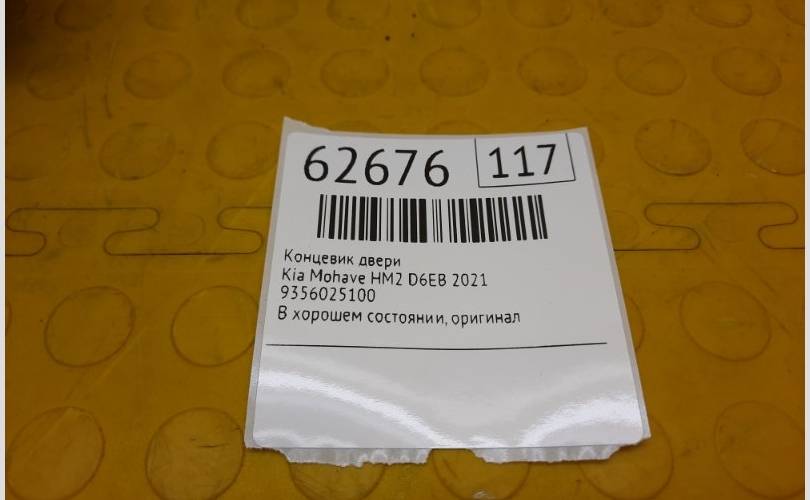 62676 117
Концевик двери
Kia Mohave HM2 D6EB 2021
9356025100
В хорошем состоянии, оригинал